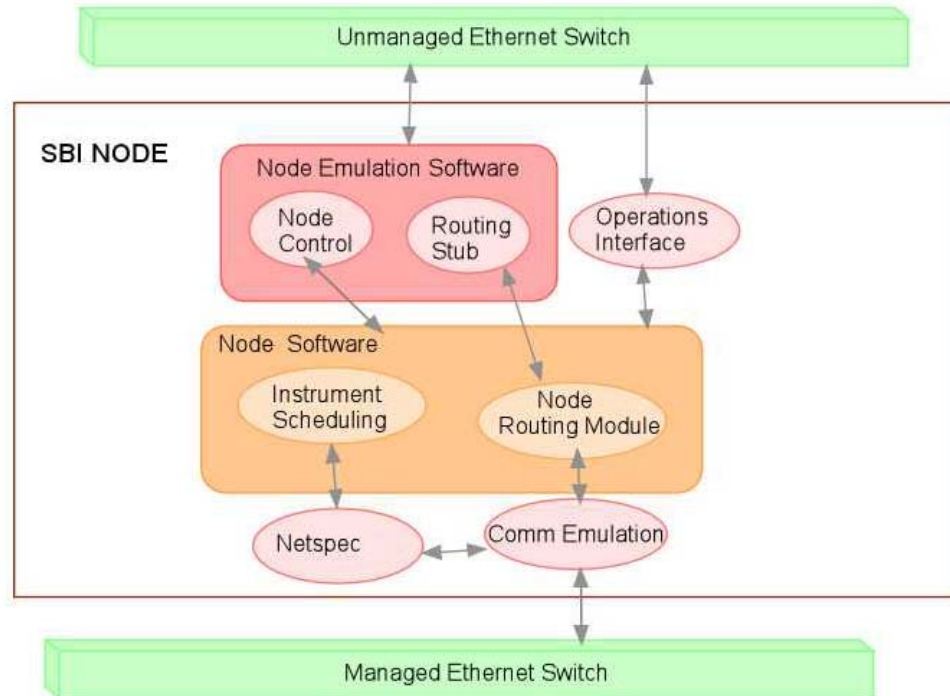 Unmanaged Ethernet Switch
SBI NODE
Node Emulation Software
Node
Control
Routing
Stub
Operations
Interface
Node Software
Instrument
Scheduling
Node
Routing Module
Netspec
Comm Emulation
Managed Ethernet Switch